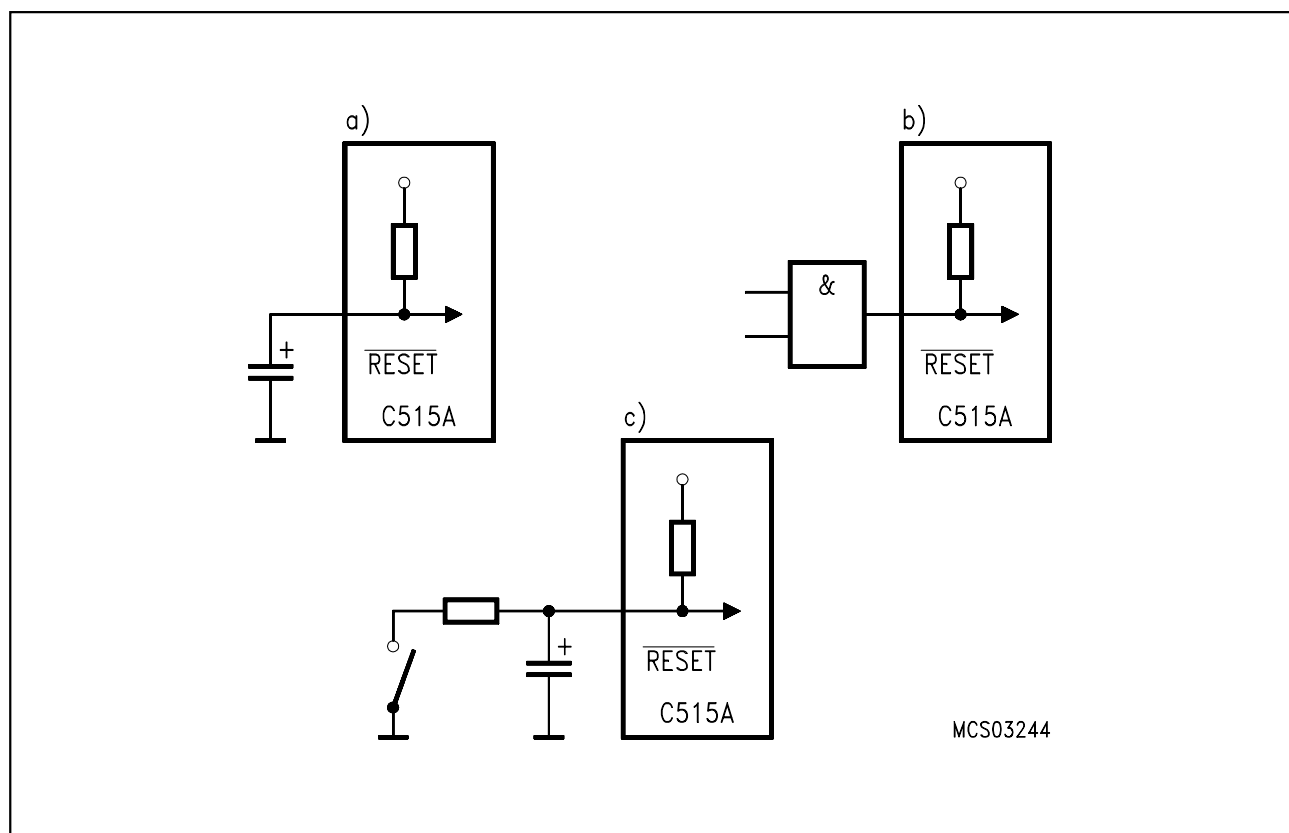 a)
+
RESET
C515A
b)
&
RESET
C515A
c)
+
RESET
C515A
MCS03244